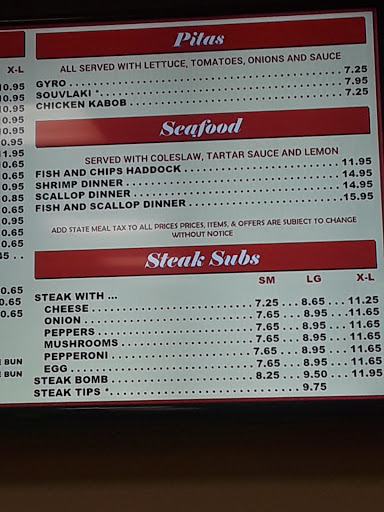 X-L
10.95
10.95
10.95
10.95
10.95
11.95
10.65
10.95
10.85
10.65
10.65
10.95
10.65
10.65
0.65
0.65
0.65
E BUN
E BUN
Pitas
ALL SERVED WITH LETTUCE, TOMATOES, ONIONS AND SAUCE
GYRO 7.25
SOUVLAKI * 7.95
CHICKEN KABOB 7.25
Seafood
SERVED WITH COLESLAW, TARTAR SAUCE AND LEMON
FISH AND CHIPS HADDOCK 11.95
SHRIMP DINNER 14.95
SCALLOP DINNER 14.95
FISH AND SCALLOP DINNER 15.95
ADD STATE MEAL TAX TO ALL PRICES PRICES, ITEMS, & OFFERS ARE SUBJECT TO CHANGE
WITHOUT NOTICE
Steak Subs
SM LG X-L
STEAK WITH ...
CHEESE 7.25 ... 8.65 ... 11.25
ONION 7.65 ... 8.95 ... 11.65
PEPPERS 7.65 ... 8.95 ... 11.65
MUSHROOMS 7.65 ... 8.95 ... 11.65
PEPPERONI 7.65 ... 8.95 ... 11.65
EGG 7.65 ... 8.95 ... 11.65
STEAK BOMB 8.25 ... 9.50 ... 11.95
STEAK TIPS * 9.75